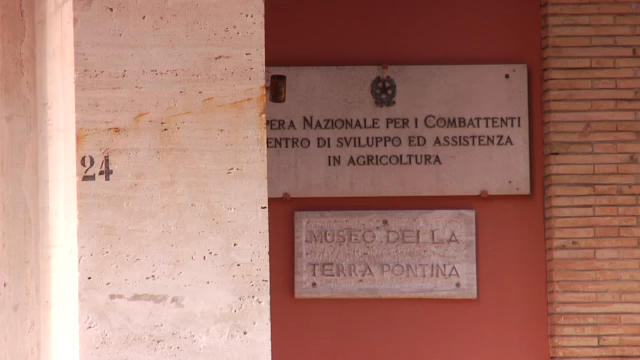 24
PERA NAZIONALE PER I COMBATTENTI
ENTRO DI SVILUPPO ED ASSISTENZA
IN AGRICOLTURA
MUSEO DELLA
TERRA PONTINA